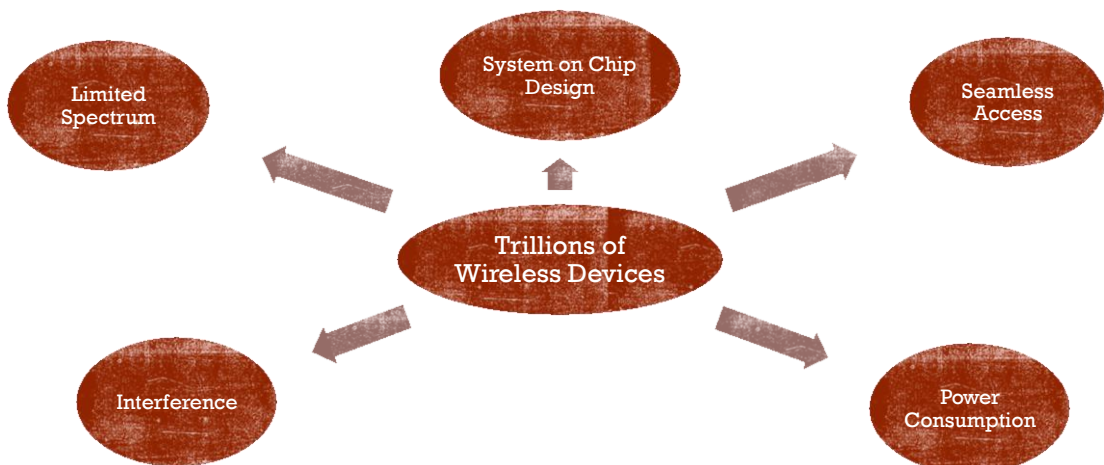 System on Chip
Design
Limited
Spectrum
Seamless
Access
Trillions of
Wireless Devices
Interference
Power
Consumption